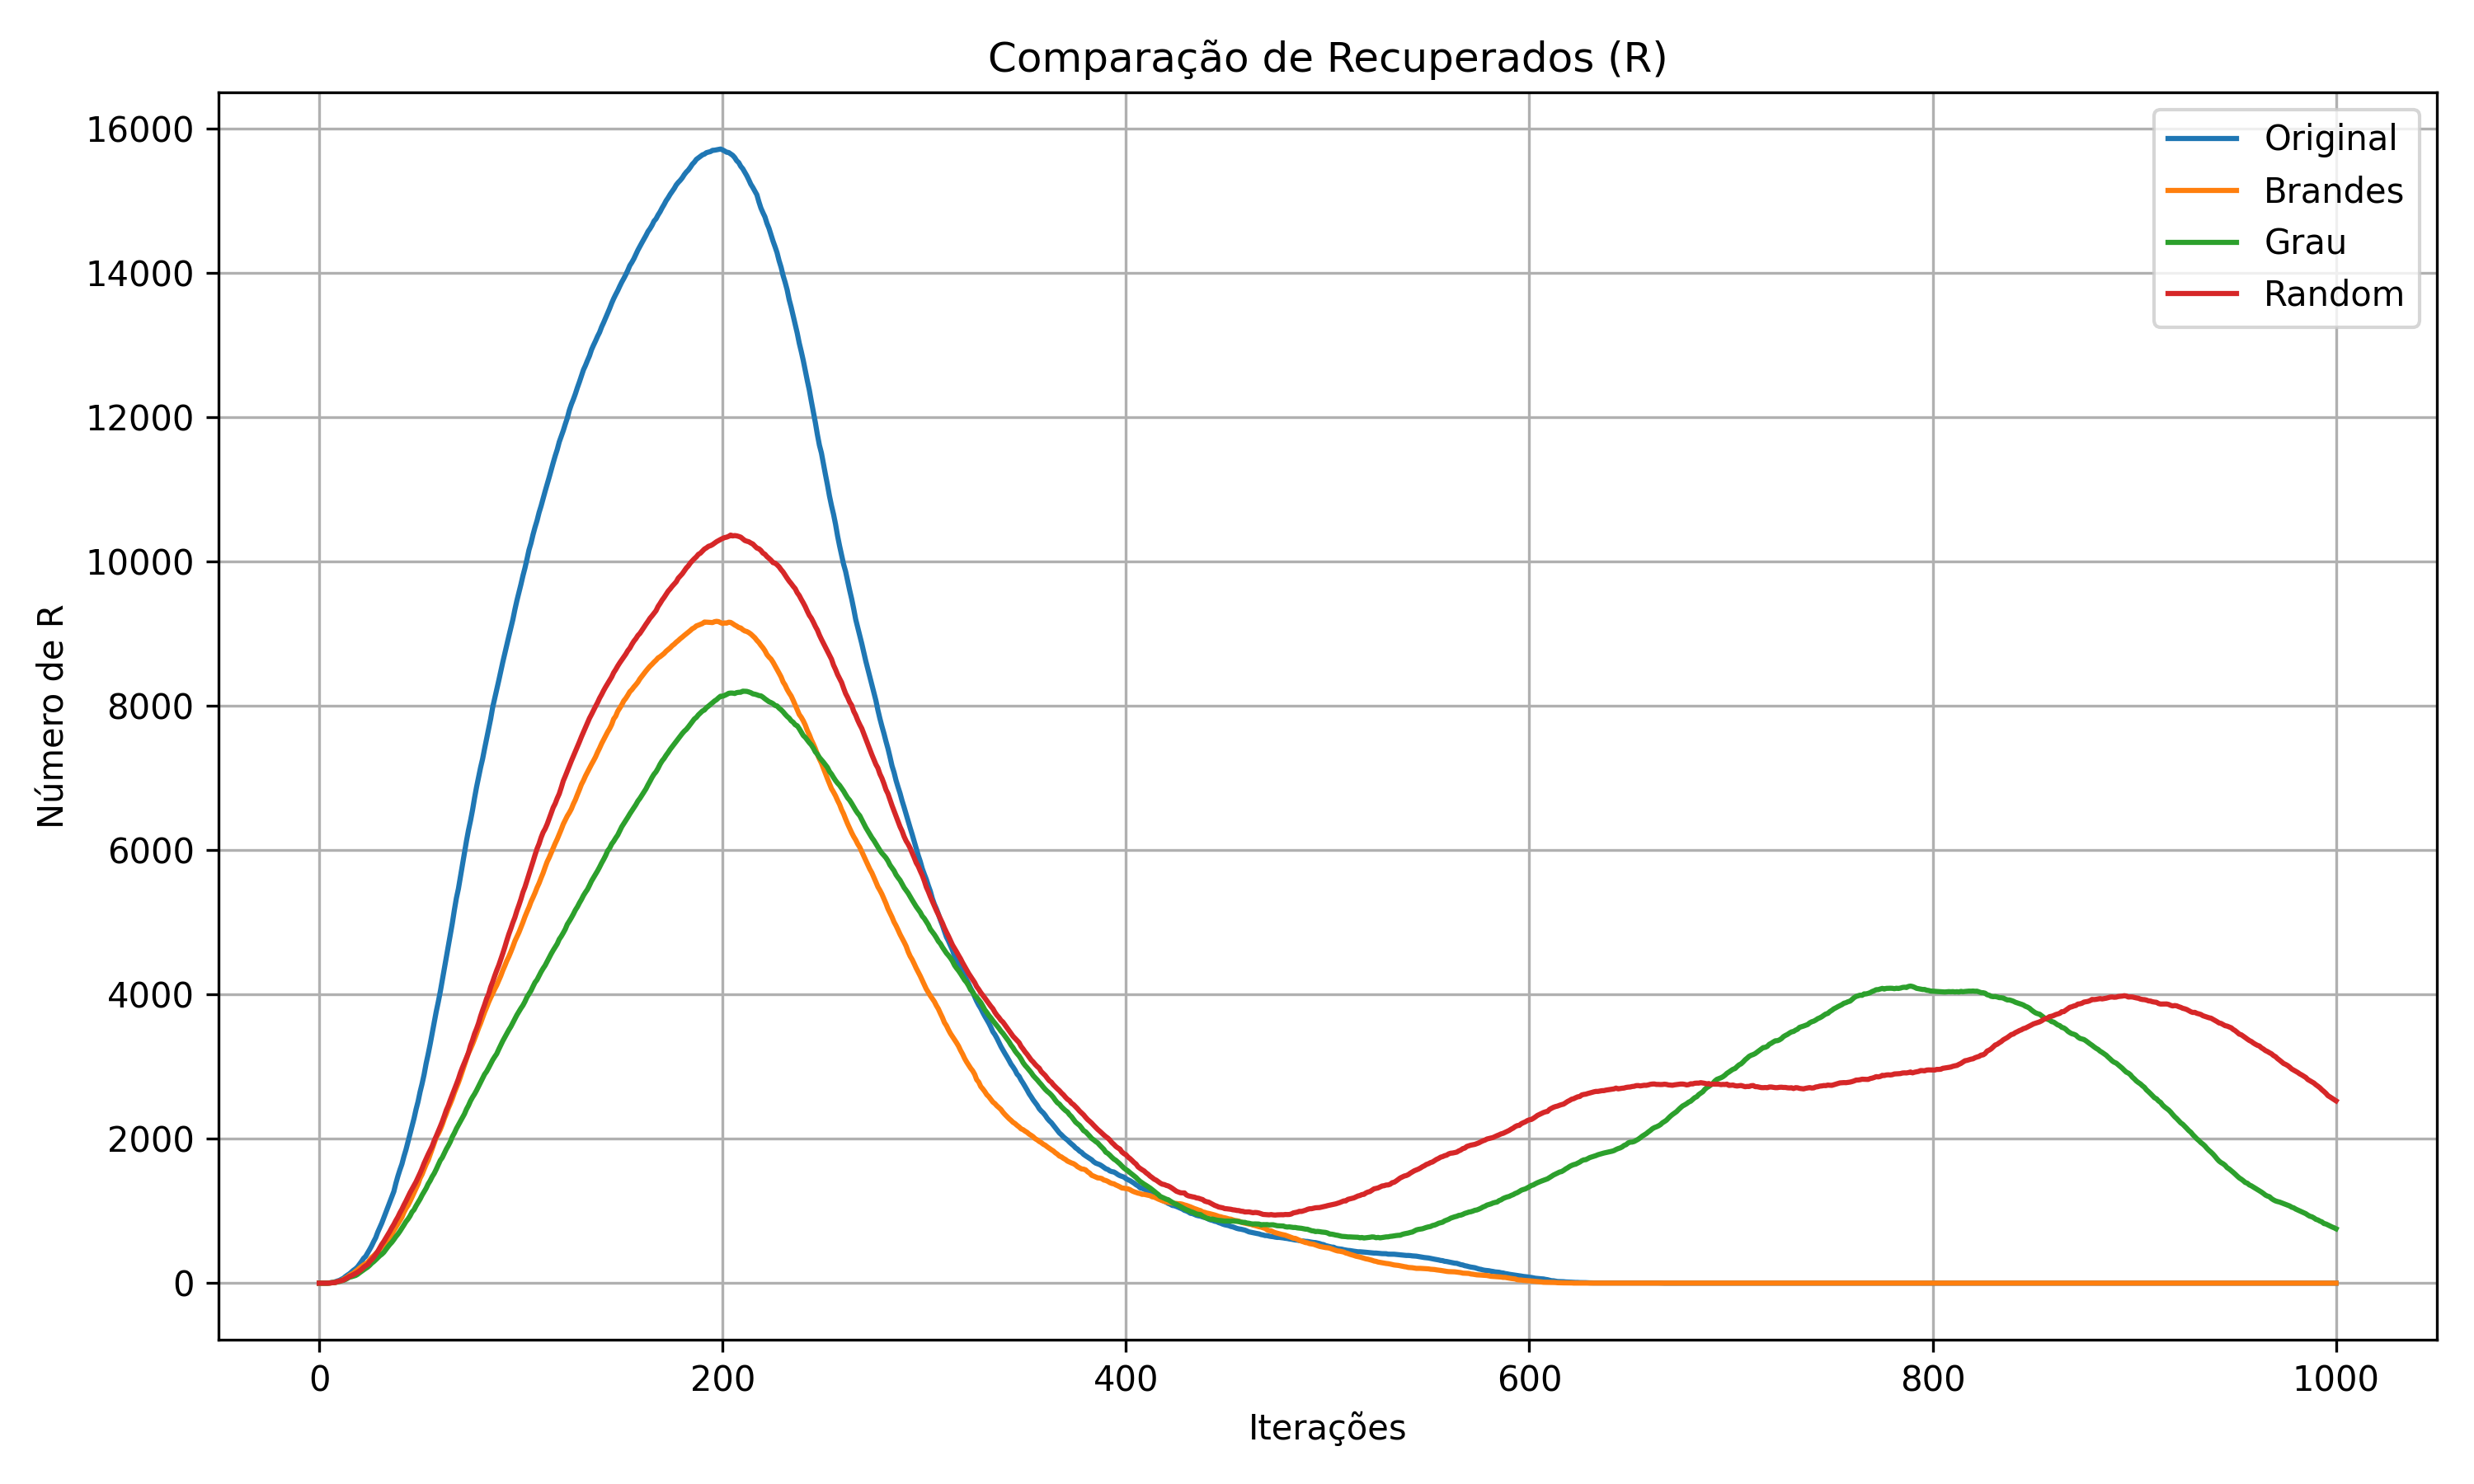 Comparação de Recuperados (R)
16000
14000
12000
10000
8000
6000
4000
2000
0
Número de R
Original
Brandes
Grau
Random
0 200 400 600 800 1000
Iterações